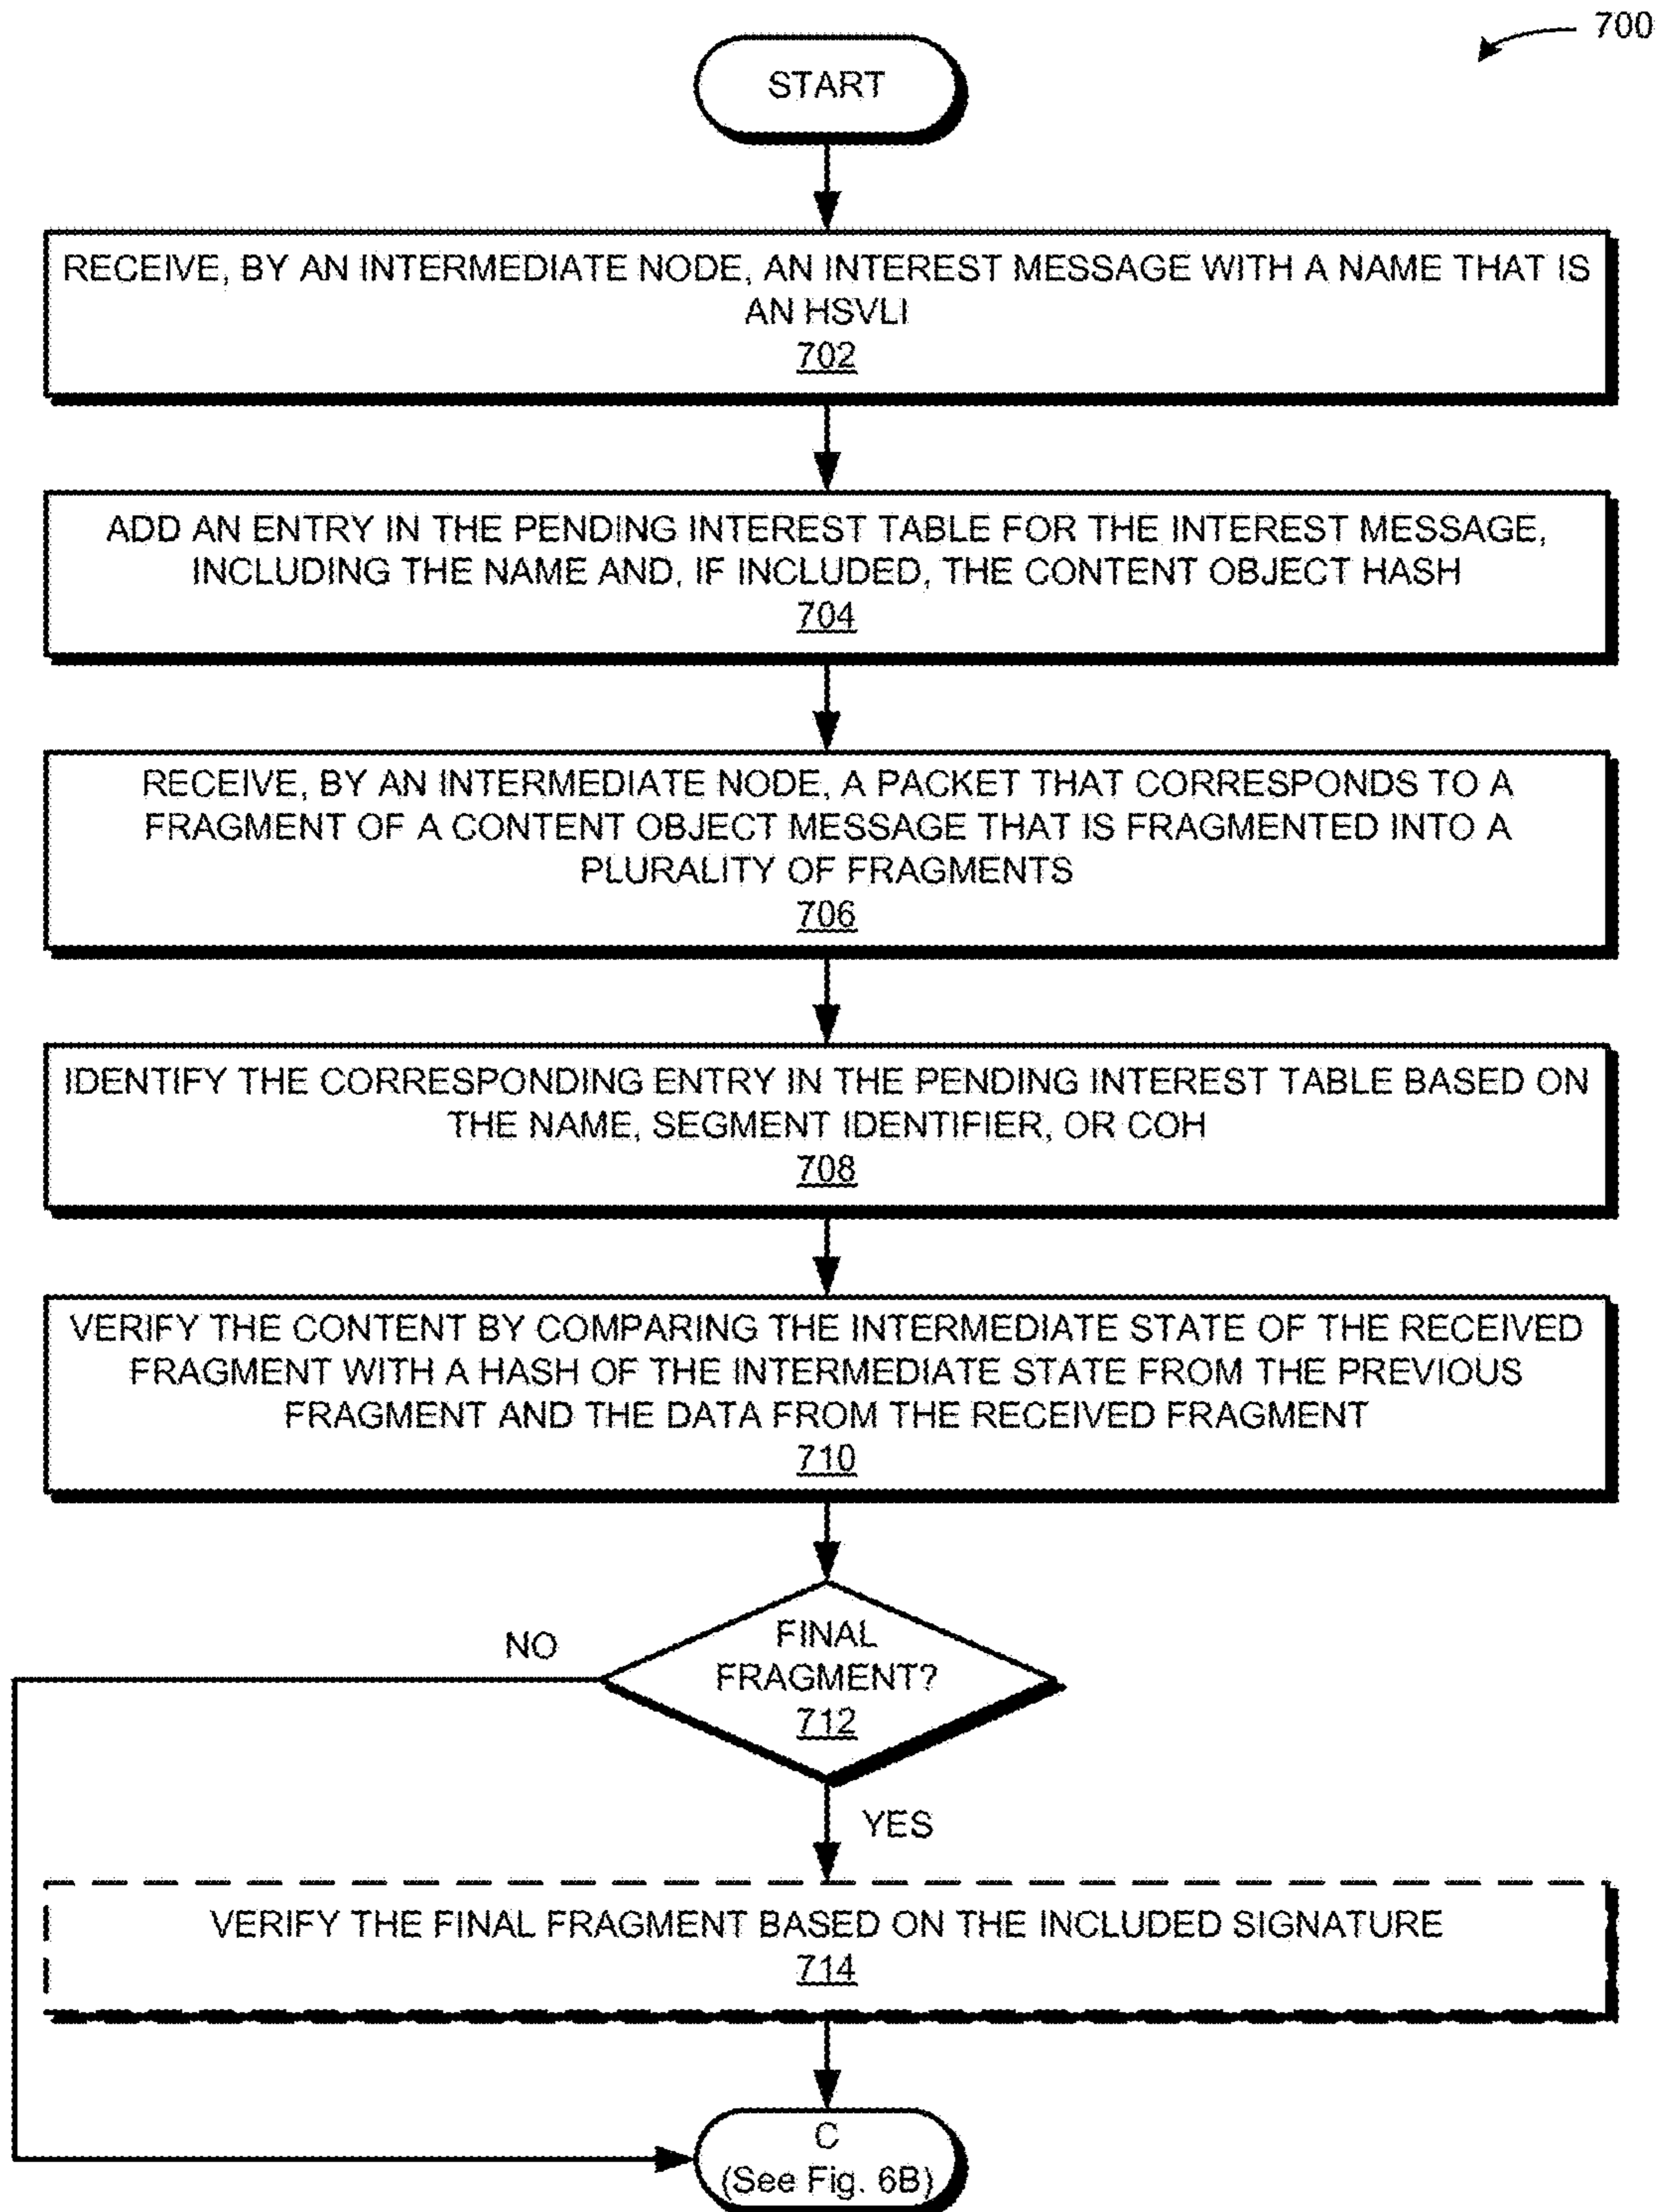 700
START
RECEIVE, BY AN INTERMEDIATE NODE, AN INTEREST MESSAGE WITH A NAME THAT IS
AN HSVLI
702
ADD AN ENTRY IN THE PENDING INTEREST TABLE FOR THE INTEREST MESSAGE,
INCLUDING THE NAME AND, IF INCLUDED, THE CONTENT OBJECT HASH
704
RECEIVE, BY AN INTERMEDIATE NODE, A PACKET THAT CORRESPONDS TO A
FRAGMENT OF A CONTENT OBJECT MESSAGE THAT IS FRAGMENTED INTO A
PLURALITY OF FRAGMENTS
706
IDENTIFY THE CORRESPONDING ENTRY IN THE PENDING INTEREST TABLE BASED ON
THE NAME, SEGMENT IDENTIFIER, OR COH
708
VERIFY THE CONTENT BY COMPARING THE INTERMEDIATE STATE OF THE RECEIVED
FRAGMENT WITH A HASH OF THE INTERMEDIATE STATE FROM THE PREVIOUS
FRAGMENT AND THE DATA FROM THE RECEIVED FRAGMENT
710
FINAL
FRAGMENT?
712
NO
YES
VERIFY THE FINAL FRAGMENT BASED ON THE INCLUDED SIGNATURE
714
C
(See Fig. 6B)